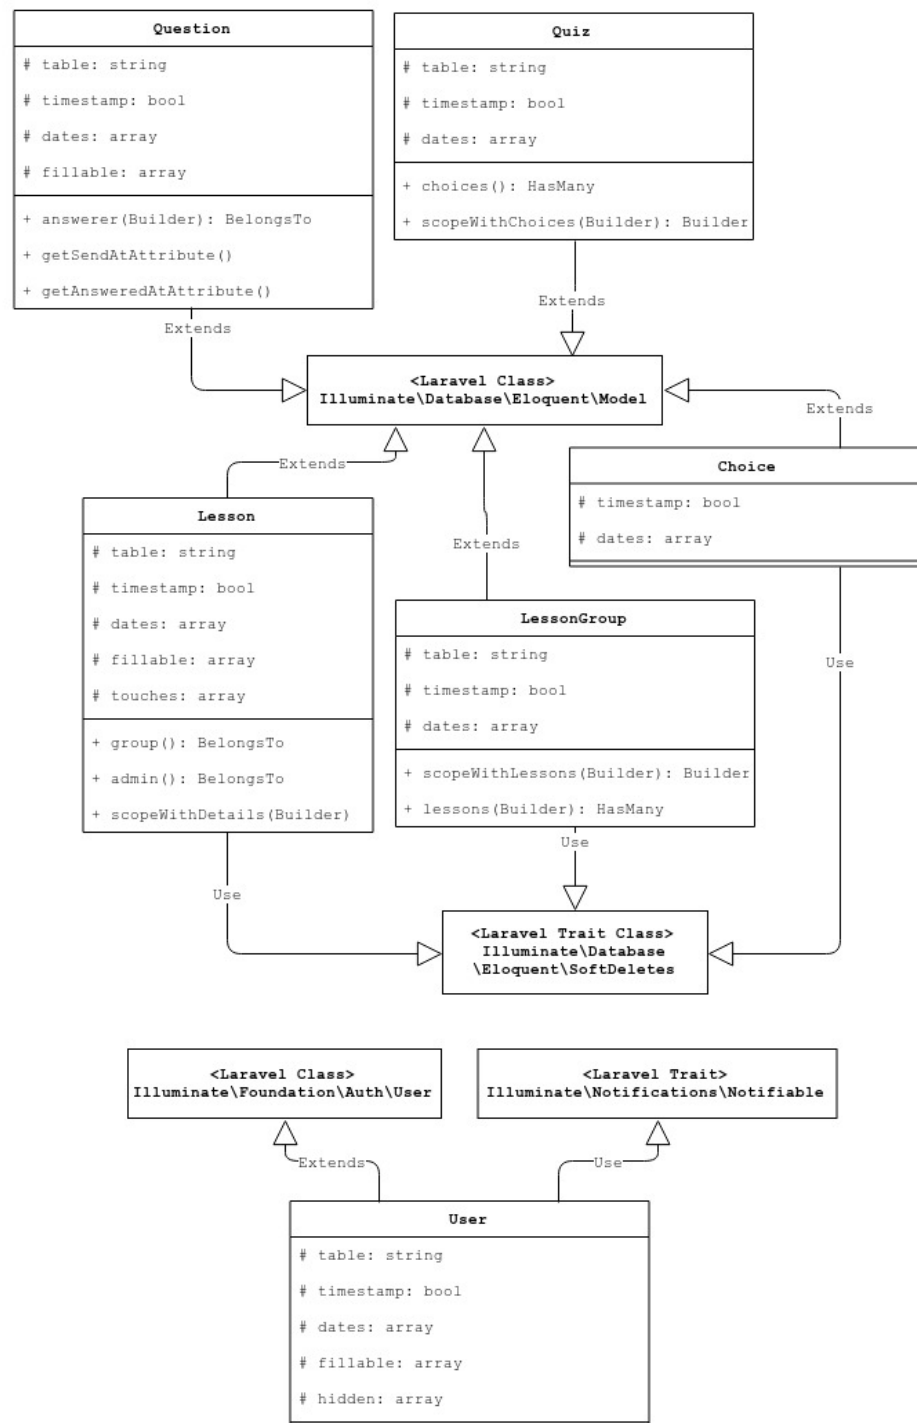 Question
# table: string
# timestamp: bool
# dates: array
# fillable: array
+ answerer(Builder): BelongsTo
+ getSendAtAttribute()
+ getAnsweredAtAttribute()
Extends
Quiz
# table: string
# timestamp: bool
# dates: array
+ choices(): HasMany
+ scopeWithChoices(Builder): Builder
Extends
<Laravel Class>
Illuminate\Database\Eloquent\Model
Extends
Choice
# timestamp: bool
# dates: array
Use
Extends
Lesson
# table: string
# timestamp: bool
# dates: array
# fillable: array
# touches: array
+ group(): BelongsTo
+ admin(): BelongsTo
+ scopeWithDetails(Builder)
Use
Extends
LessonGroup
# table: string
# timestamp: bool
# dates: array
+ scopeWithLessons(Builder): Builder
+ lessons(Builder): HasMany
Use
<Laravel Trait Class>
Illuminate\Database
\Eloquent\SoftDeletes
<Laravel Class>
Illuminate\Foundation\Auth\User
<Laravel Trait>
Illuminate\Notifications\Notifiable
Extends
Use
User
# table: string
# timestamp: bool
# dates: array
# fillable: array
# hidden: array